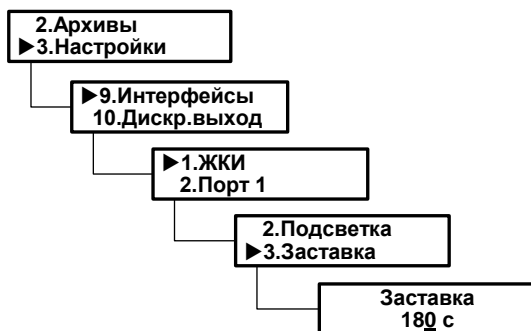 2.Архивы
▶3.Настройки
▶9.Интерфейсы
10.Дискр.выход
▶1.ЖКИ
2.Порт 1
2.Подсветка
▶3.Заставка
Заставка
180 с